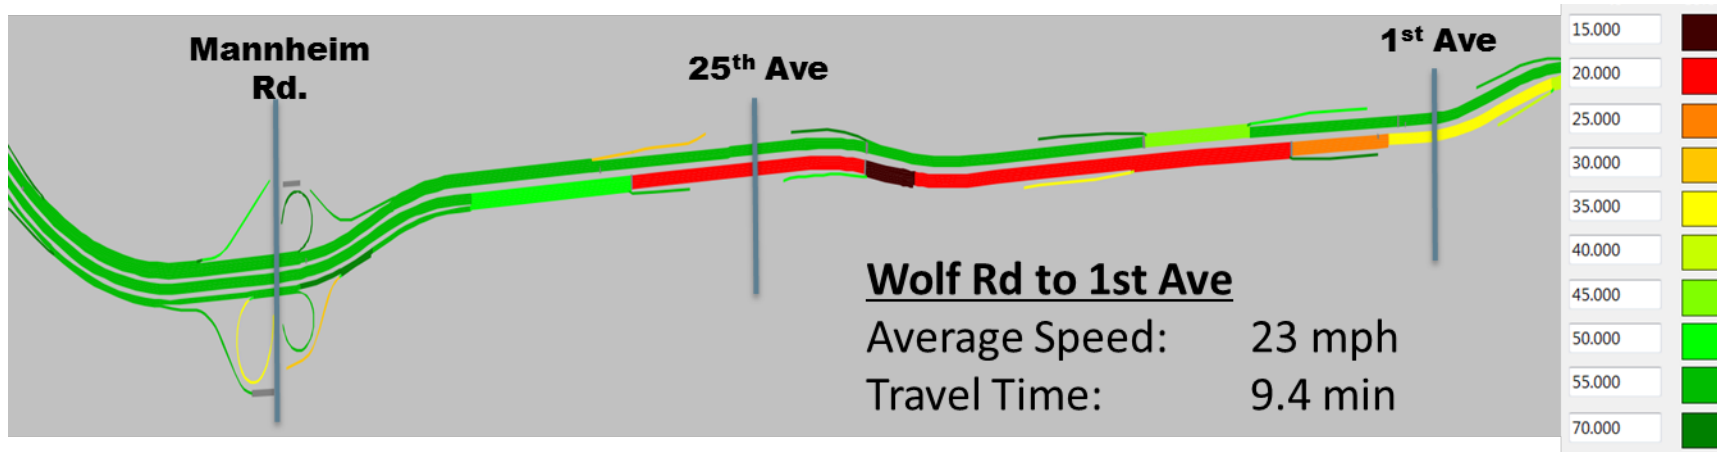 Mannheim
Rd.
25th Ave
1st Ave
Wolf Rd to 1st Ave
Average Speed: 23 mph
Travel Time: 9.4 min
15.000
20.000
25.000
30.000
35.000
40.000
45.000
50.000
55.000
70.000